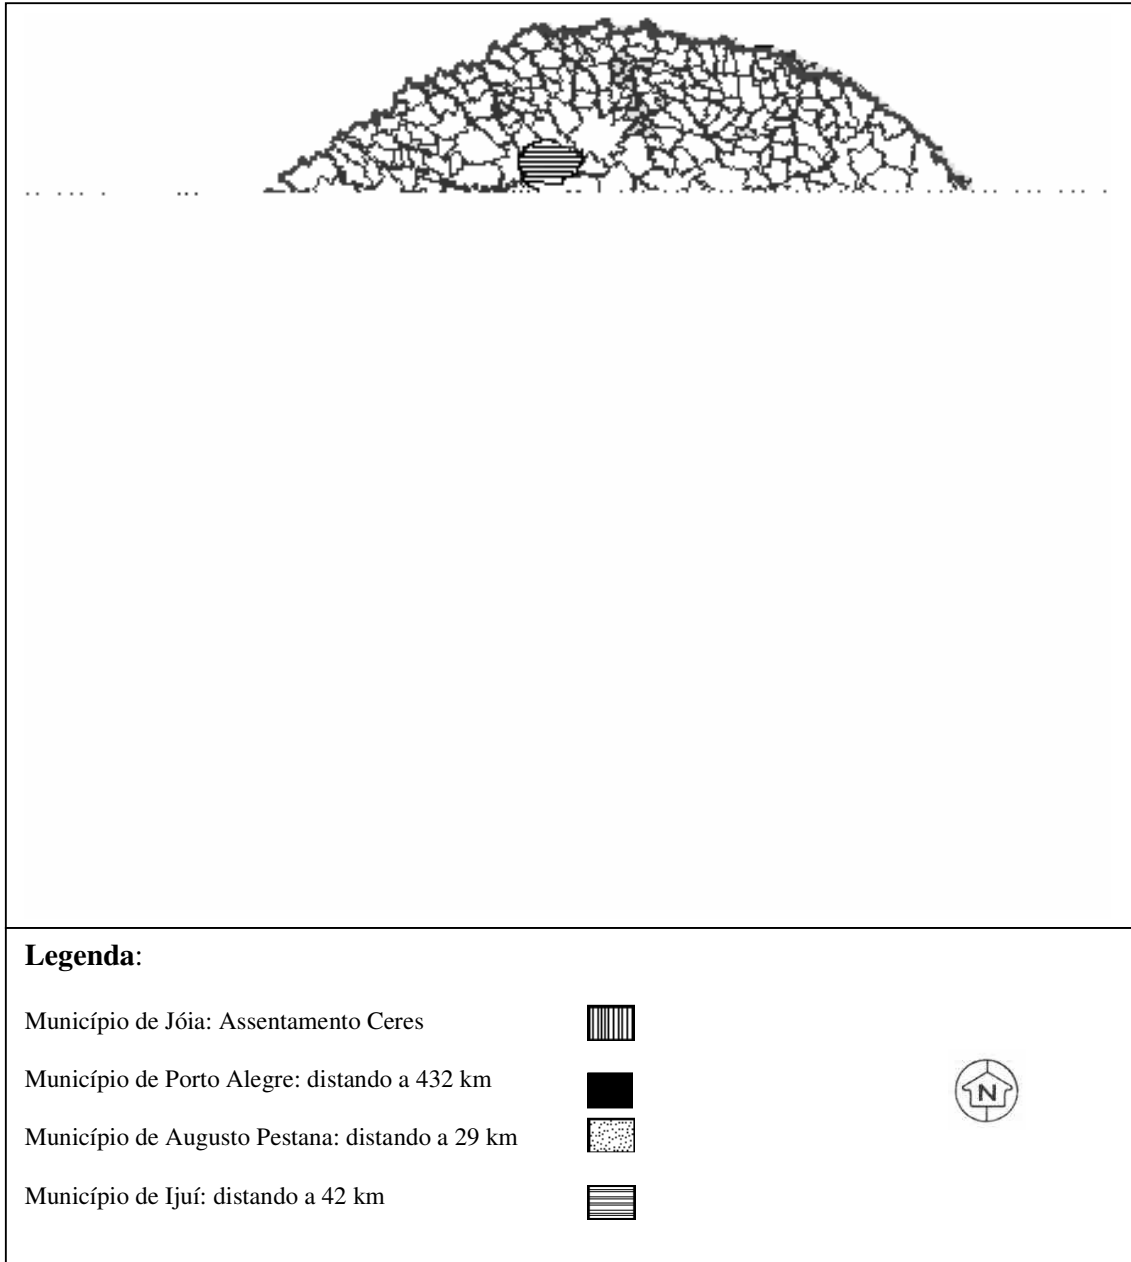 Legenda:
Município de Jóia: Assentamento Ceres
Município de Porto Alegre: distando a 432 km
N
Município de Augusto Pestana: distando a 29 km
Município de Ijuí: distando a 42 km